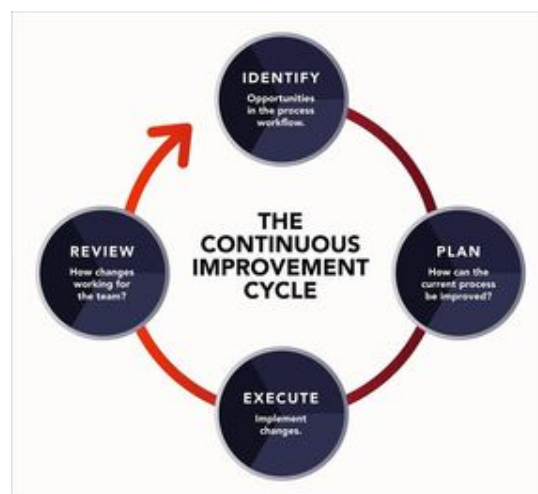 IDENTIFY
Opportunities
in the process
workflow.
THE
CONTINUOUS
IMPROVEMENT
CYCLE
PLAN
How can the
current process
be improved?
EXECUTE
Implement
changes.
REVIEW
How changes
working for
the team?